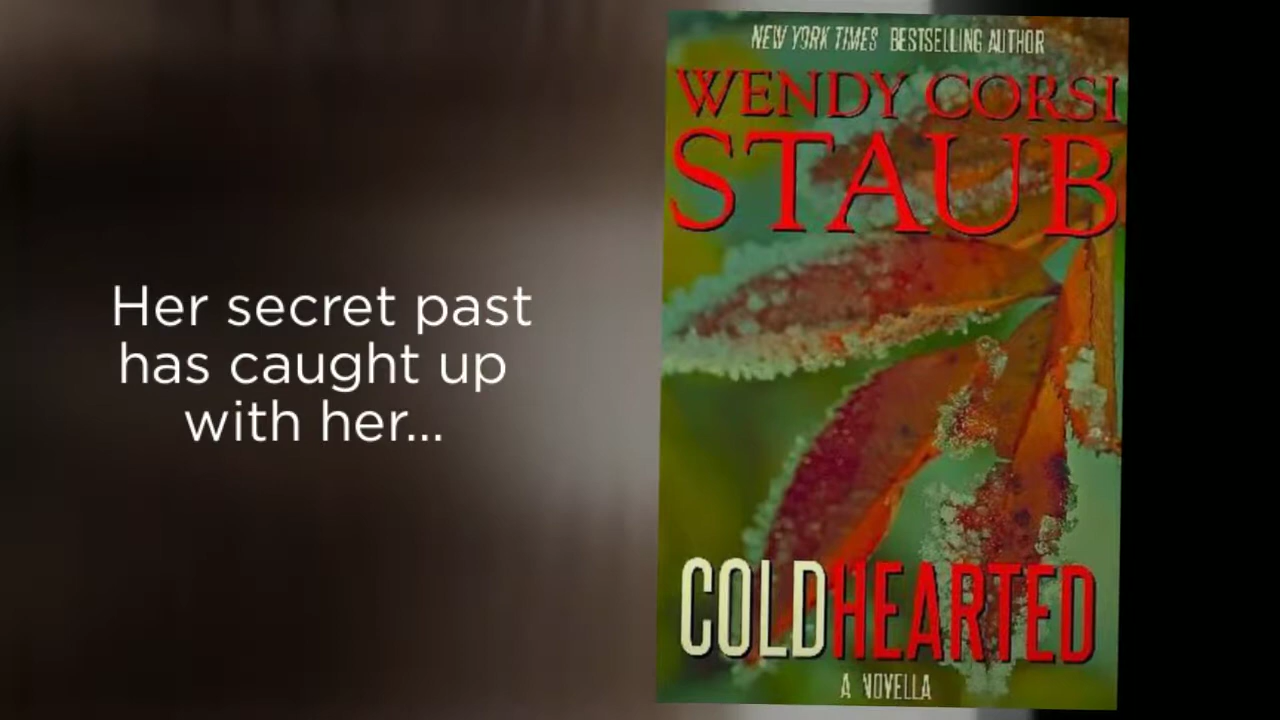 Her secret past
has caught up
with her...
NEW YORK TIMES BESTSELLING AUTHOR
WENDY CORSI
STAUB
COLDHEARTED
A NOVELLA